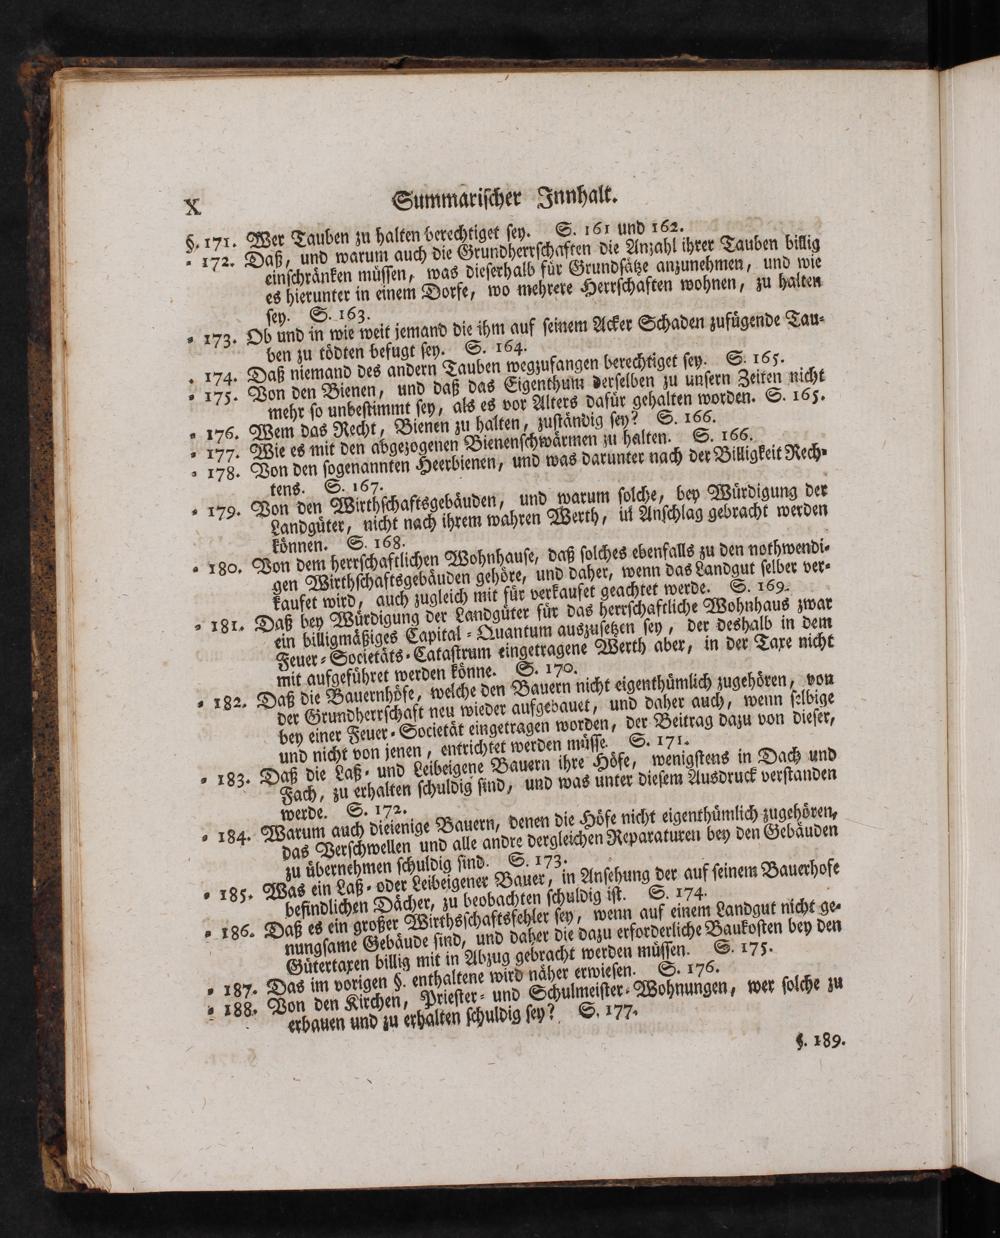 X Summarischer Innhalt.
§. 171. Wer Tauben zu halten berechtiget sey. S. 161 und 162.
= 172. Daß, und warum auch die Grundherrschaften die Anzahl ihrer Tauben billig
einschränken müssen, was dieserhalb für Grundsätze anzunehmen, und wie
es hierunter in einem Dorfe, wo mehrere Herrschaften wohnen, zu halten
sey. S. 163.
= 173. Ob und in wie weit jemand die ihm auf seinem Acker Schaden zufügende Tau=
ben zu tödten befugt sey. S. 164.
= 174. Daß niemand des andern Tauben wegzufangen berechtiget sey. S. 165.
= 175. Von den Bienen, und daß das Eigenthum derselben zu unsern Zeiten nicht
mehr so unbestimmt sey, als es vor Alters dafür gehalten worden. S. 165.
= 176. Wem das Recht, Bienen zu halten, zuständig sey? S. 166.
= 177. Wie es mit den abgezogenen Bienenschwärmen zu halten. S. 166.
= 178. Von den sogenannten Heerbienen, und was darunter nach der Billigkeit Rech=
tens. S. 167.
= 179. Von den Wirthschaftsgebäuden, und warum solche, bey Würdigung der
Landgüter, nicht nach ihrem wahren Werth, in Anschlag gebracht werden
können. S. 168.
= 180. Von dem herrschaftlichen Wohnhause, daß solches ebenfalls zu den nothwendi=
gen Wirthschaftsgebäuden gehöre, und daher, wenn das Landgut selber ver=
kaufet wird, auch zugleich mit für verkaufet geachtet werde. S. 169.
= 181. Daß bey Würdigung der Landgüter für das herrschaftliche Wohnhaus zwar
ein billigmäßiges Capital=Quantum auszusetzen sey, der deshalb in dem
Feuer=Societäts=Catastrum eingetragene Werth aber, in der Taxe nicht
mit aufgeführet werden könne. S. 170.
= 182. Daß die Bauernhöfe, welche den Bauern nicht eigenthümlich zugehören, von
der Grundherrschaft neu wieder aufgebauet, und daher auch, wenn selbige
bey einer Feuer=Societät eingetragen worden, der Beitrag dazu von dieser,
und nicht von jenen, entrichtet werden müsse. S. 171.
= 183. Daß die Laß= und Leibeigene Bauern ihre Höfe, wenigstens in Dach und
Fach, zu erhalten schuldig sind, und was unter diesem Ausdruck verstanden
werde. S. 172.
= 184. Warum auch dieienige Bauern, denen die Höfe nicht eigenthümlich zugehören,
das Verschwellen und alle andre dergleichen Reparaturen bey den Gebäuden
zu übernehmen schuldig sind. S. 173.
= 185. Was ein Laß= oder Leibeigener Bauer, in Ansehung der auf seinem Bauerhofe
befindlichen Dächer, zu beobachten schuldig ist. S. 174.
= 186. Daß es ein großer Wirthsschaftsfehler sey, wenn auf einem Landgut nicht ge=
nungsame Gebäude sind, und daher die dazu erforderliche Baukosten bey den
Gütertaxen billig mit in Abzug gebracht werden müssen. S. 175.
= 187. Das im vorigen §. enthaltene wird näher erwiesen. S. 176.
= 188. Von den Kirchen, Priester= und Schulmeister=Wohnungen, wer solche zu
erbauen und zu erhalten schuldig sey? S. 177.
§. 189.